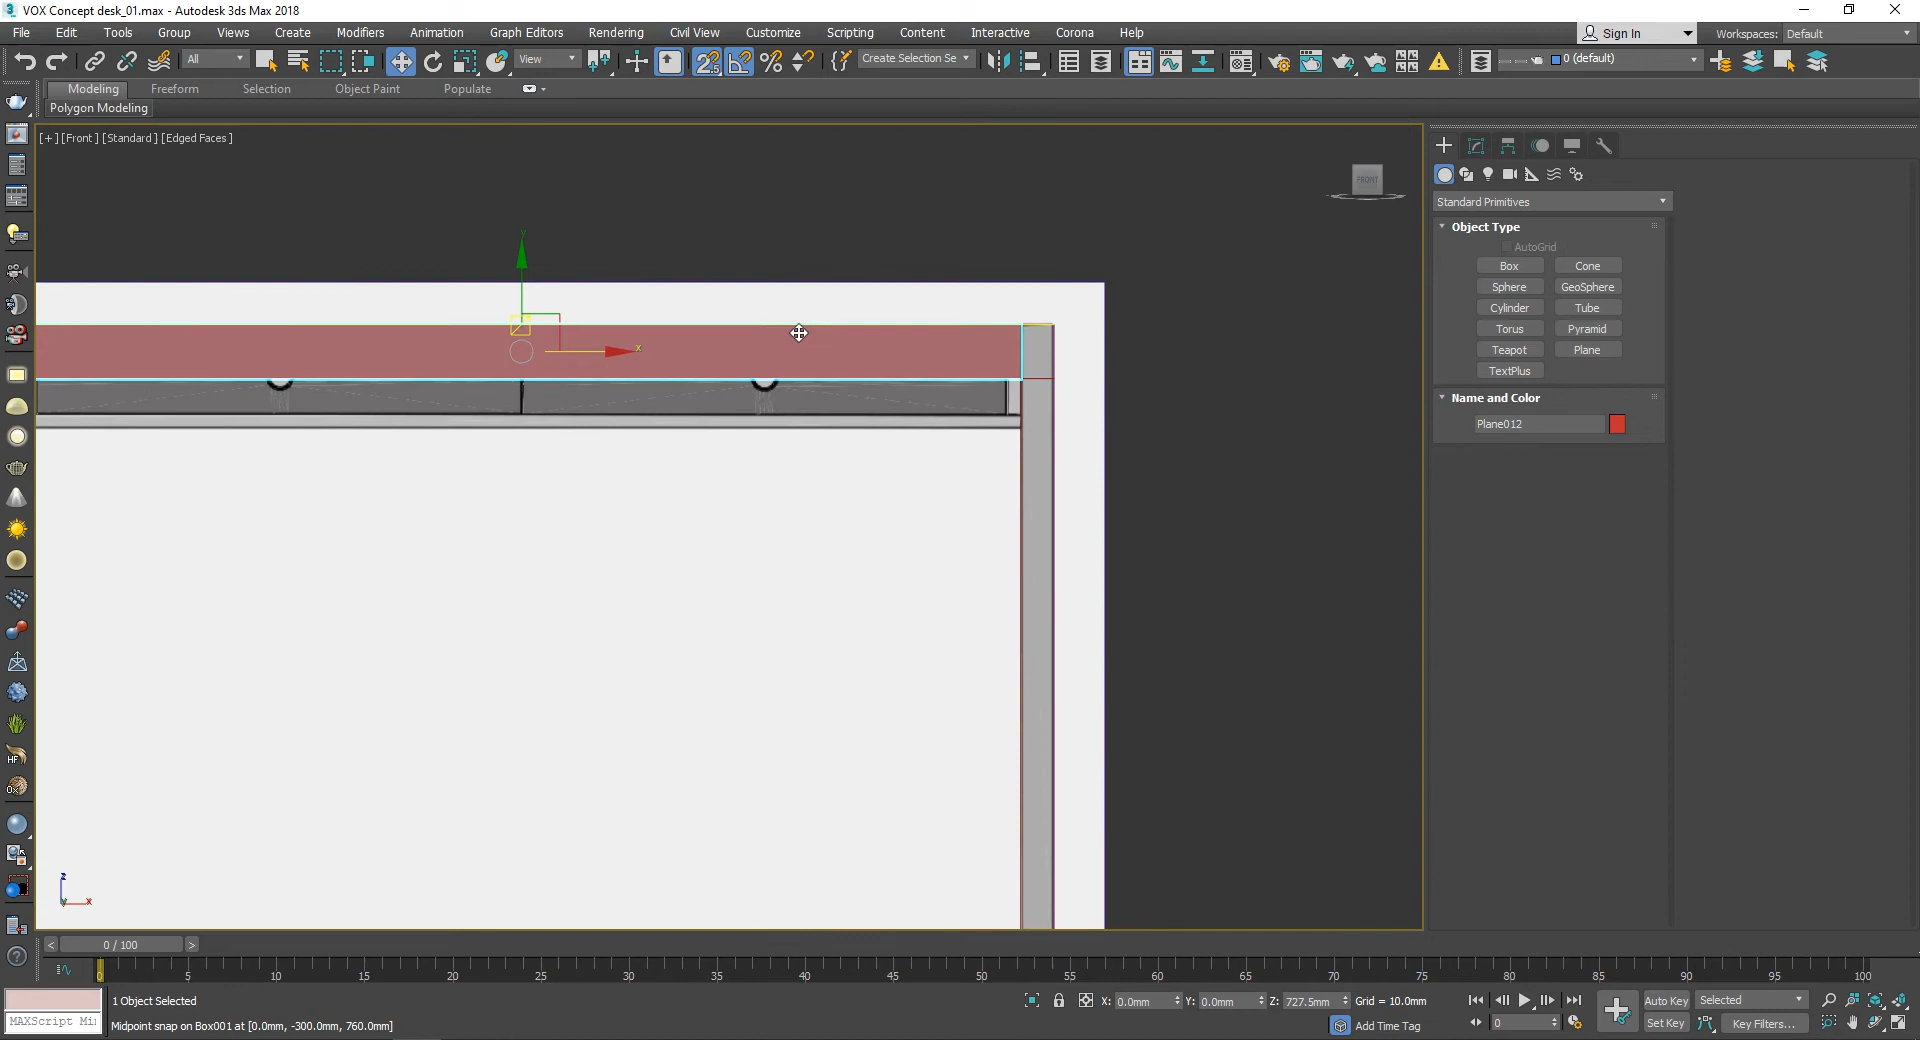 VOX Concept desk_01.max - Autodesk 3ds Max 2018
File Edit Tools Group Views Create Modifiers Animation Graph Editors Rendering Civil View Customize Scripting Content Interactive Corona Help Sign In Workspaces: Default
All View Create Selection Se 0 (default)
Modeling Freeform Selection Object Paint Populate
Polygon Modeling
[+] [Front] [Standard] [Edged Faces]
FRONT
Standard Primitives
Object Type
AutoGrid
Box Cone
Sphere GeoSphere
Cylinder Tube
Torus Pyramid
Teapot Plane
TextPlus
Name and Color
Plane012
y
x
HF
z
x
< 0 / 100 >
0 5 10 15 20 25 30 35 40 45 50 55 60 65 70 75 80 85 90 95 100
1 Object Selected X: 0.0mm Y: 0.0mm Z: 727.5mm Grid = 10.0mm Auto Key Selected
MAXScript Mi Midpoint snap on Box001 at [0.0mm, -300.0mm, 760.0mm] Add Time Tag 0 Set Key Key Filters...